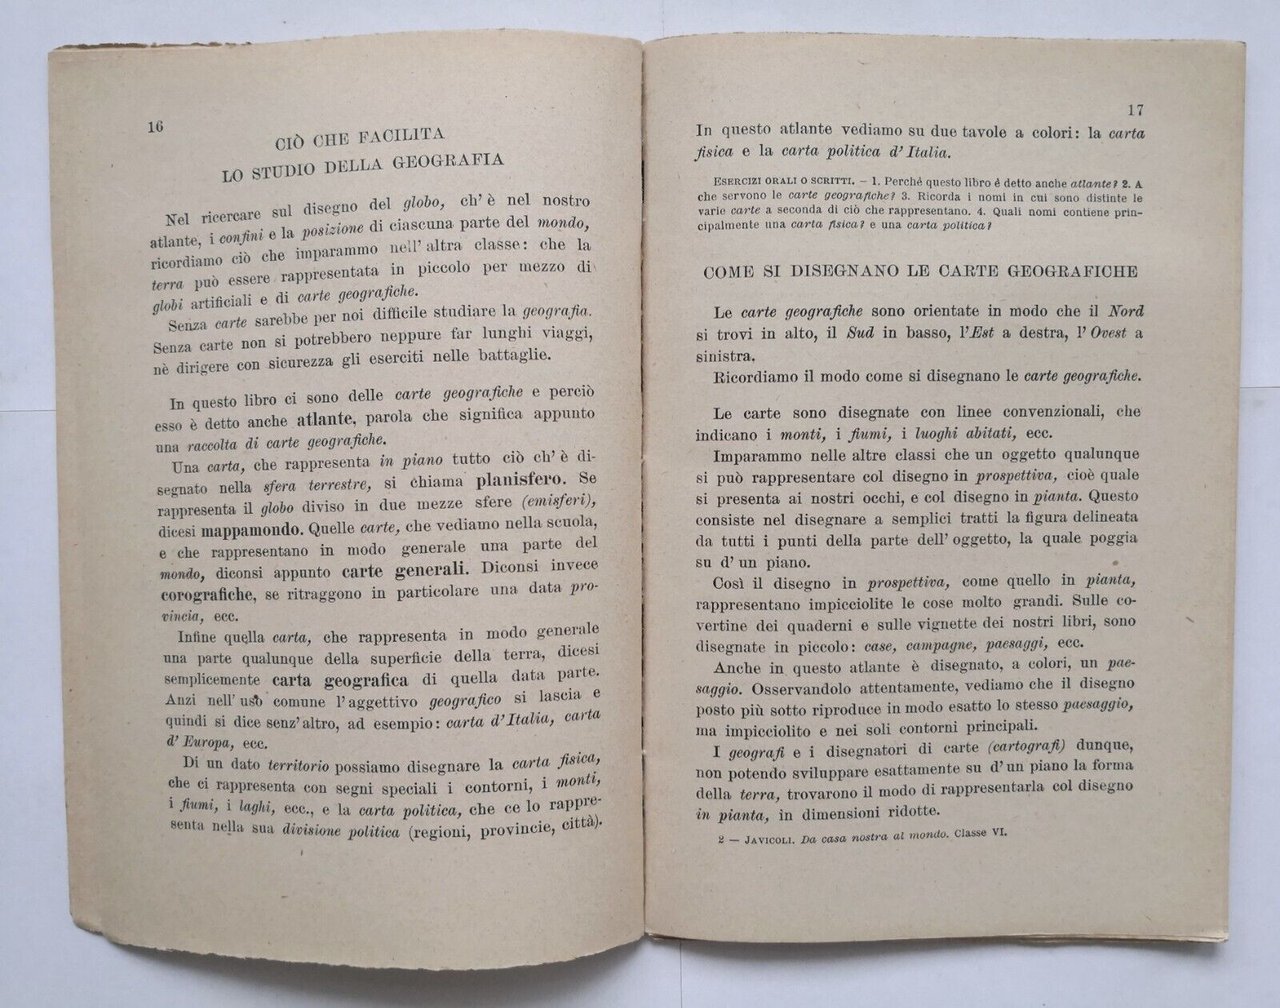 16
CIÒ CHE FACILITA
LO STUDIO DELLA GEOGRAFIA
Nel ricercare sul disegno del globo, ch' è nel nostro
atlante, i confini e la posizione di ciascuna parte del mondo,
ricordiamo ciò che imparammo nell' altra classe: che la
terra può essere rappresentata in piccolo per mezzo di
globi artificiali e di carte geografiche.
Senza carte sarebbe per noi difficile studiare la geografia.
Senza carte non si potrebbero neppure far lunghi viaggi,
nè dirigere con sicurezza gli eserciti nelle battaglie.
In questo libro ci sono delle carte geografiche e perciò
esso è detto anche atlante, parola che significa appunto
una raccolta di carte geografiche.
Una carta, che rappresenta in piano tutto ciò ch' è di-
segnato nella sfera terrestre, si chiama planisfero. Se
rappresenta il globo diviso in due mezze sfere (emisferi),
dicesi mappamondo. Quelle carte, che vediamo nella scuola,
e che rappresentano in modo generale una parte del
mondo, diconsi appunto carte generali. Diconsi invece
corografiche, se ritraggono in particolare una data pro-
vincia, ecc.
Infine quella carta, che rappresenta in modo generale
una parte qualunque della superficie della terra, dicesi
semplicemente carta geografica di quella data parte.
Anzi nell' uso comune l'aggettivo geografico si lascia e
quindi si dice senz' altro, ad esempio: carta d'Italia, carta
d' Europa, ecc.
Di un dato territorio possiamo disegnare la carta fisica,
che ci rappresenta con segni speciali i contorni, i monti,
i fiumi, i laghi, ecc., e la carta politica, che ce lo rappre-
senta nella sua divisione politica (regioni, provincie, città).
17
In questo atlante vediamo su due tavole a colori: la carta
fisica e la carta politica d' Italia.
ESERCIZI ORALI O SCRITTI. – 1. Perchè questo libro è detto anche atlante? 2. A
che servono le carte geografiche? 3. Ricorda i nomi in cui sono distinte le
varie carte a seconda di ciò che rappresentano. 4. Quali nomi contiene prin-
cipalmente una carta fisica? e una carta politica?
COME SI DISEGNANO LE CARTE GEOGRAFICHE
Le carte geografiche sono orientate in modo che il Nord
si trovi in alto, il Sud in basso, l'Est a destra, l' Ovest a
sinistra.
Ricordiamo il modo come si disegnano le carte geografiche.
Le carte sono disegnate con linee convenzionali, che
indicano i monti, i fiumi, i luoghi abitati, ecc.
Imparammo nelle altre classi che un oggetto qualunque
si può rappresentare col disegno in prospettiva, cioè quale
si presenta ai nostri occhi, e col disegno in pianta. Questo
consiste nel disegnare a semplici tratti la figura delineata
da tutti i punti della parte dell' oggetto, la quale poggia
su d' un piano.
Così il disegno in prospettiva, come quello in pianta,
rappresentano impicciolite le cose molto grandi. Sulle co-
vertine dei quaderni e sulle vignette dei nostri libri, sono
disegnate in piccolo: case, campagne, paesaggi, ecc.
Anche in questo atlante è disegnato, a colori, un pae-
saggio. Osservandolo attentamente, vediamo che il disegno
posto più sotto riproduce in modo esatto lo stesso paesaggio,
ma impicciolito e nei soli contorni principali.
I geografi e i disegnatori di carte (cartografi) dunque,
non potendo sviluppare esattamente su d' un piano la forma
della terra, trovarono il modo di rappresentarla col disegno
in pianta, in dimensioni ridotte.
2 — JAVICOLI. Da casa nostra al mondo. Classe VI.